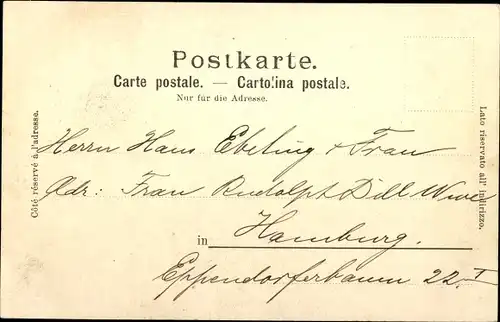 Postkarte.
Carte postale. — Cartolina postale.
Nur für die Adresse.
Côté réservé à l'adresse.
Lato riservato all' indirizzo.
Herrn Hans Ebeling & Frau
Adr: Frau Rudolph Dill Wwe
in Hamburg.
Eppendorferbaum 22 I